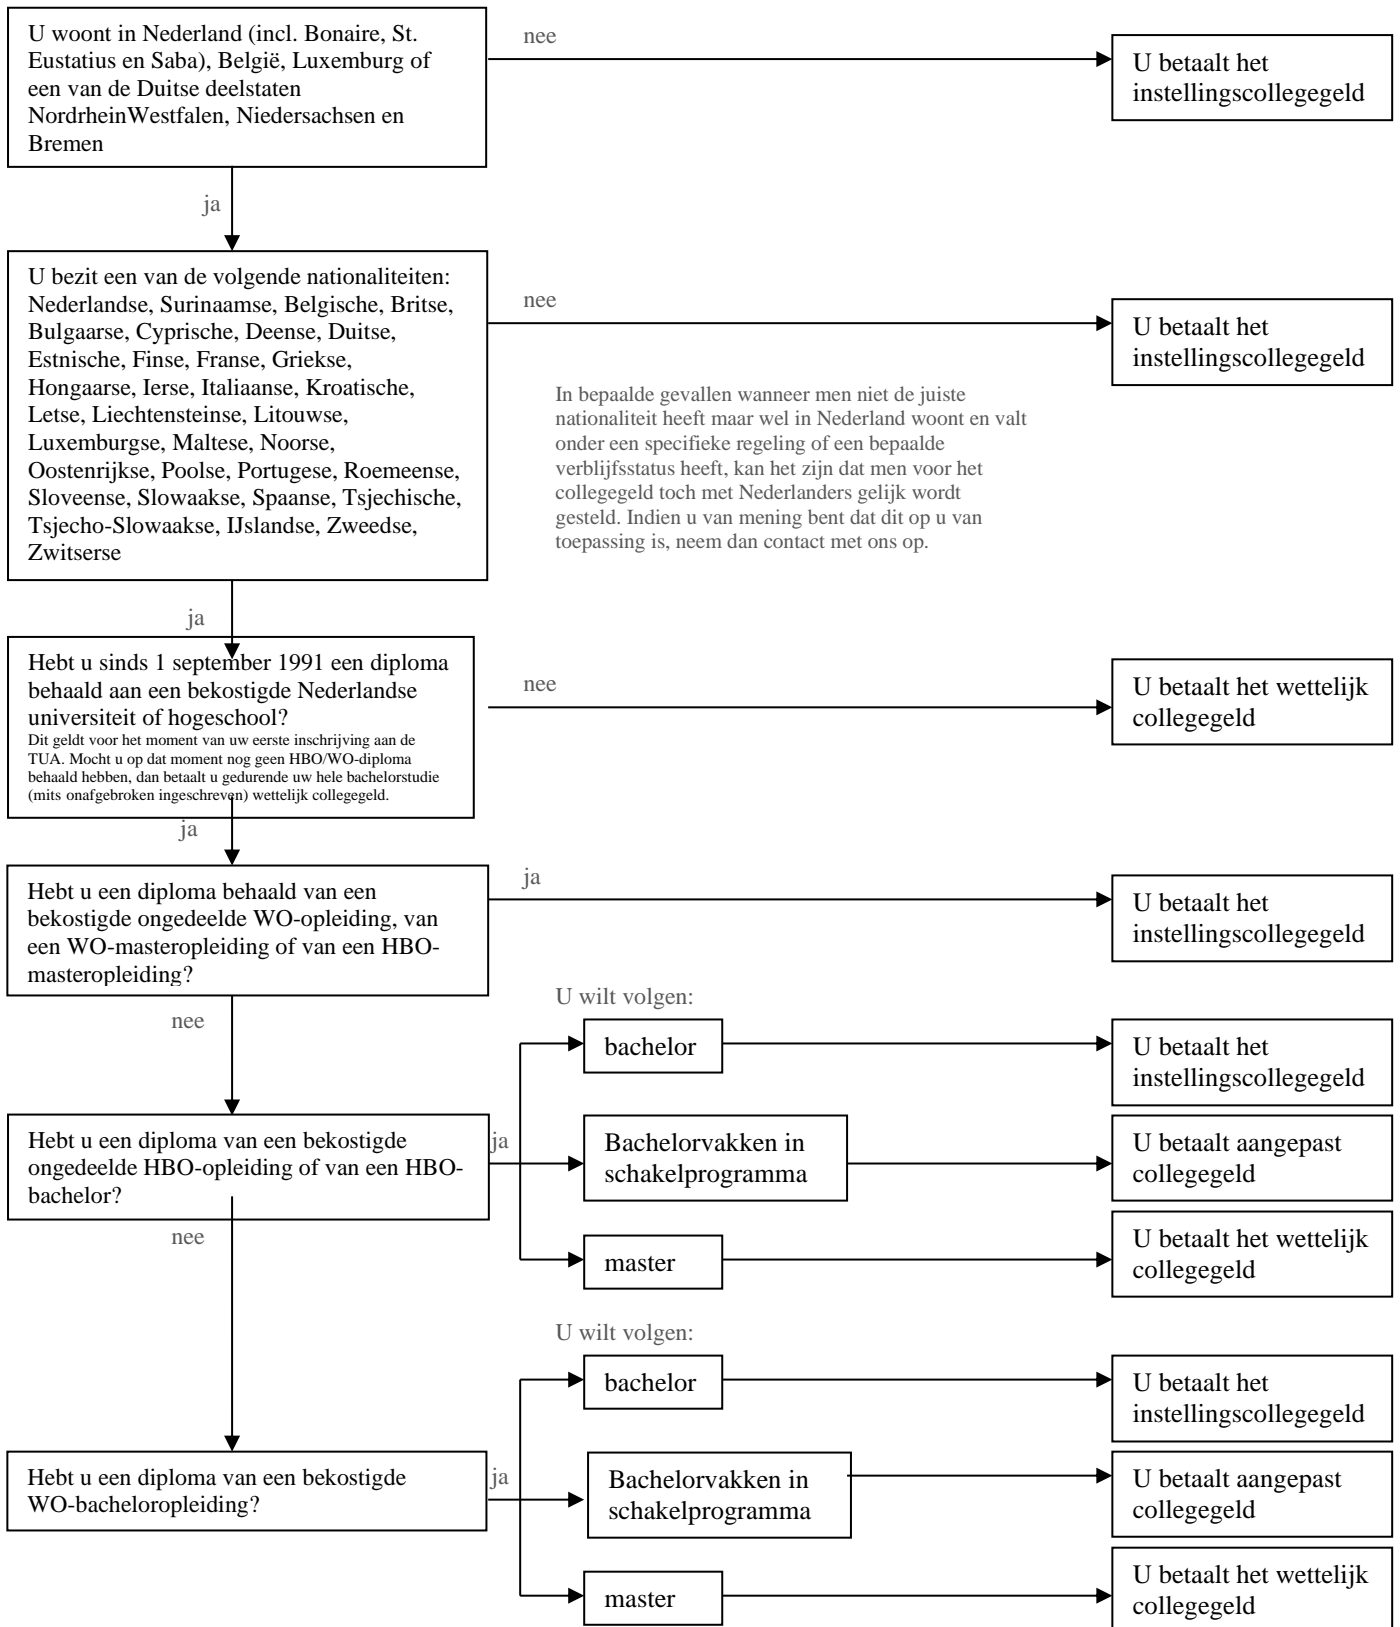 U woont in Nederland (incl. Bonaire, St.
Eustatius en Saba), België, Luxemburg of
een van de Duitse deelstaten
NordrheinWestfalen, Niedersachsen en
Bremen
nee
U betaalt het
instellingscollegegeld
ja
U bezit een van de volgende nationaliteiten:
Nederlandse, Surinaamse, Belgische, Britse,
Bulgaarse, Cyprische, Deense, Duitse,
Estnische, Finse, Franse, Griekse,
Hongaarse, Ierse, Italiaanse, Kroatische,
Letse, Liechtensteinse, Litouwse,
Luxemburgse, Maltese, Noorse,
Oostenrijkse, Poolse, Portugese, Roemeense,
Sloveense, Slowaakse, Spaanse, Tsjechische,
Tsjecho-Slowaakse, IJslandse, Zweedse,
Zwitserse
nee
U betaalt het
instellingscollegegeld
In bepaalde gevallen wanneer men niet de juiste
nationaliteit heeft maar wel in Nederland woont en valt
onder een specifieke regeling of een bepaalde
verblijfsstatus heeft, kan het zijn dat men voor het
collegegeld toch met Nederlanders gelijk wordt
gesteld. Indien u van mening bent dat dit op u van
toepassing is, neem dan contact met ons op.
ja
Hebt u sinds 1 september 1991 een diploma
behaald aan een bekostigde Nederlandse
universiteit of hogeschool?
Dit geldt voor het moment van uw eerste inschrijving aan de
TUA. Mocht u op dat moment nog geen HBO/WO-diploma
behaald hebben, dan betaalt u gedurende uw hele bachelorstudie
(mits onafgebroken ingeschreven) wettelijk collegegeld.
nee
U betaalt het wettelijk
collegegeld
ja
Hebt u een diploma behaald van een
bekostigde ongedeelde WO-opleiding, van
een WO-masteropleiding of van een HBO-
masteropleiding?
ja
U betaalt het
instellingscollegegeld
nee
U wilt volgen:
bachelor
U betaalt het
instellingscollegegeld
Hebt u een diploma van een bekostigde
ongedeelde HBO-opleiding of van een HBO-
bachelor?
ja
Bachelorvakken in
schakelprogramma
U betaalt aangepast
collegegeld
nee
master
U betaalt het wettelijk
collegegeld
U wilt volgen:
bachelor
U betaalt het
instellingscollegegeld
Hebt u een diploma van een bekostigde
WO-bacheloropleiding?
ja
Bachelorvakken in
schakelprogramma
U betaalt aangepast
collegegeld
master
U betaalt het wettelijk
collegegeld